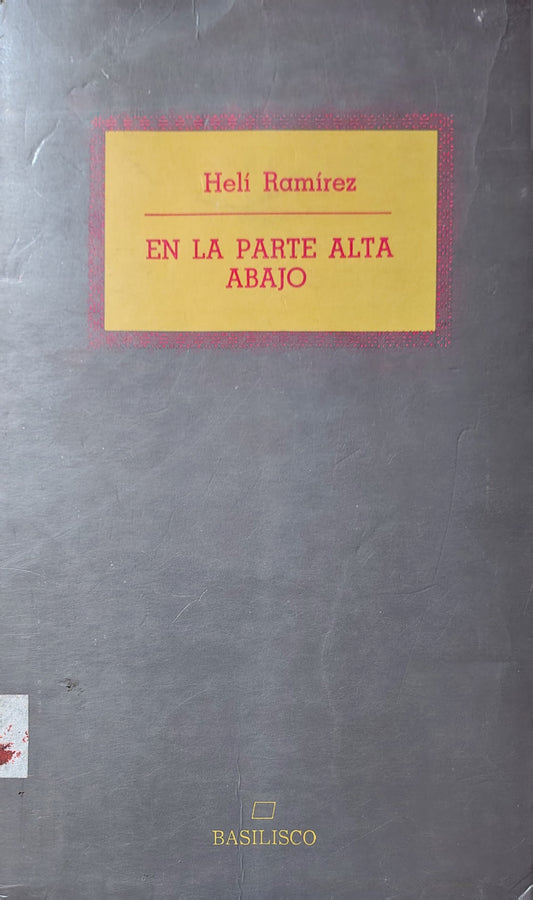 Helí Ramírez
EN LA PARTE ALTA
ABAJO
BASILISCO